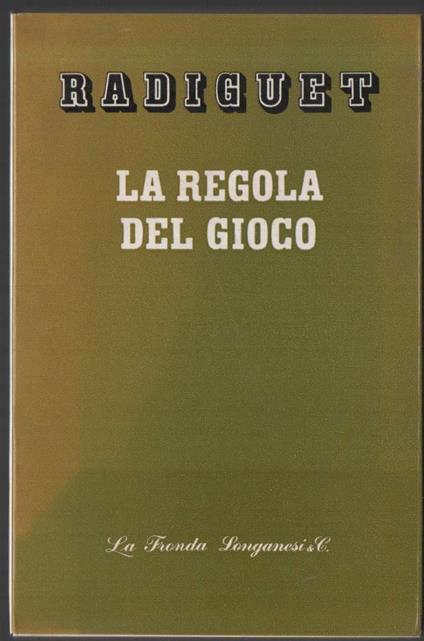 RADIGUET
LA REGOLA
DEL GIOCO
La Fronda Longanesi & C.